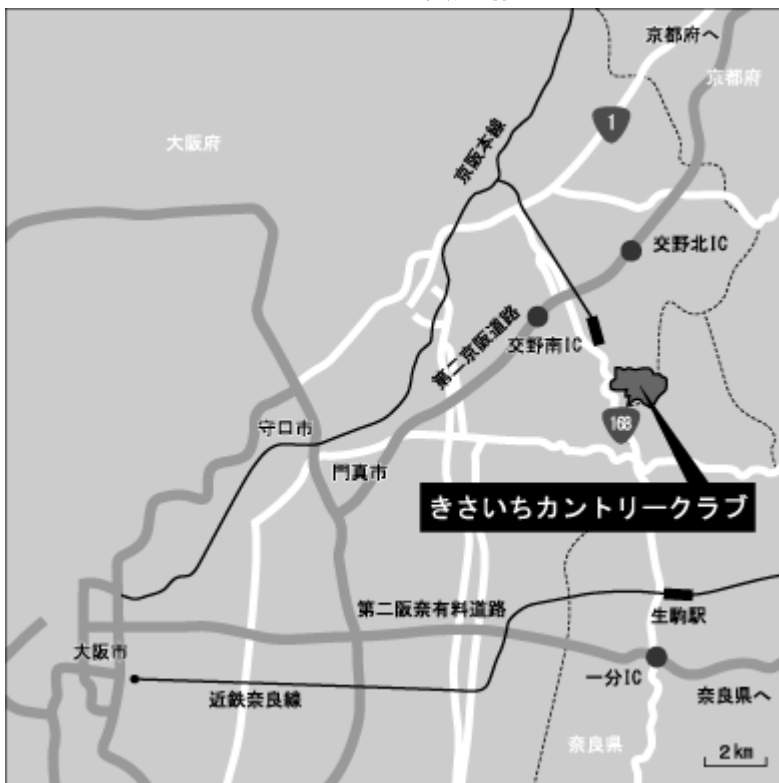 京都府へ
京都府
大阪府
1
京阪本線
交野北IC
第二京阪道路
交野南IC
守口市
168
門真市
きさいちカントリークラブ
第二阪奈有料道路
生駒駅
大阪市
一分IC
近鉄奈良線
奈良県へ
奈良県
2km